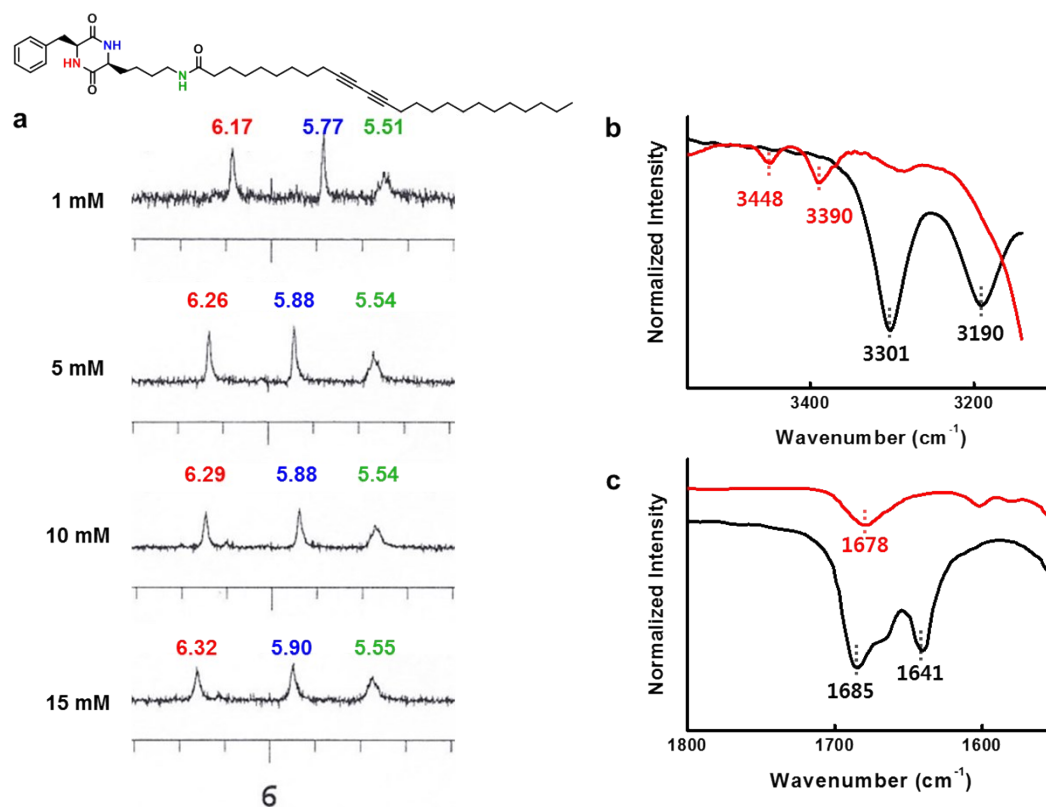 O
NH
HN
O
O
N
H
a
6.17 5.77 5.51
1 mM
6.26 5.88 5.54
5 mM
6.29 5.88 5.54
10 mM
6.32 5.90 5.55
15 mM
6
b
Normalized Intensity
3448
3390
3301
3190
3400 3200
Wavenumber (cm⁻¹)
c
Normalized Intensity
1678
1685
1641
1800 1700 1600
Wavenumber (cm⁻¹)